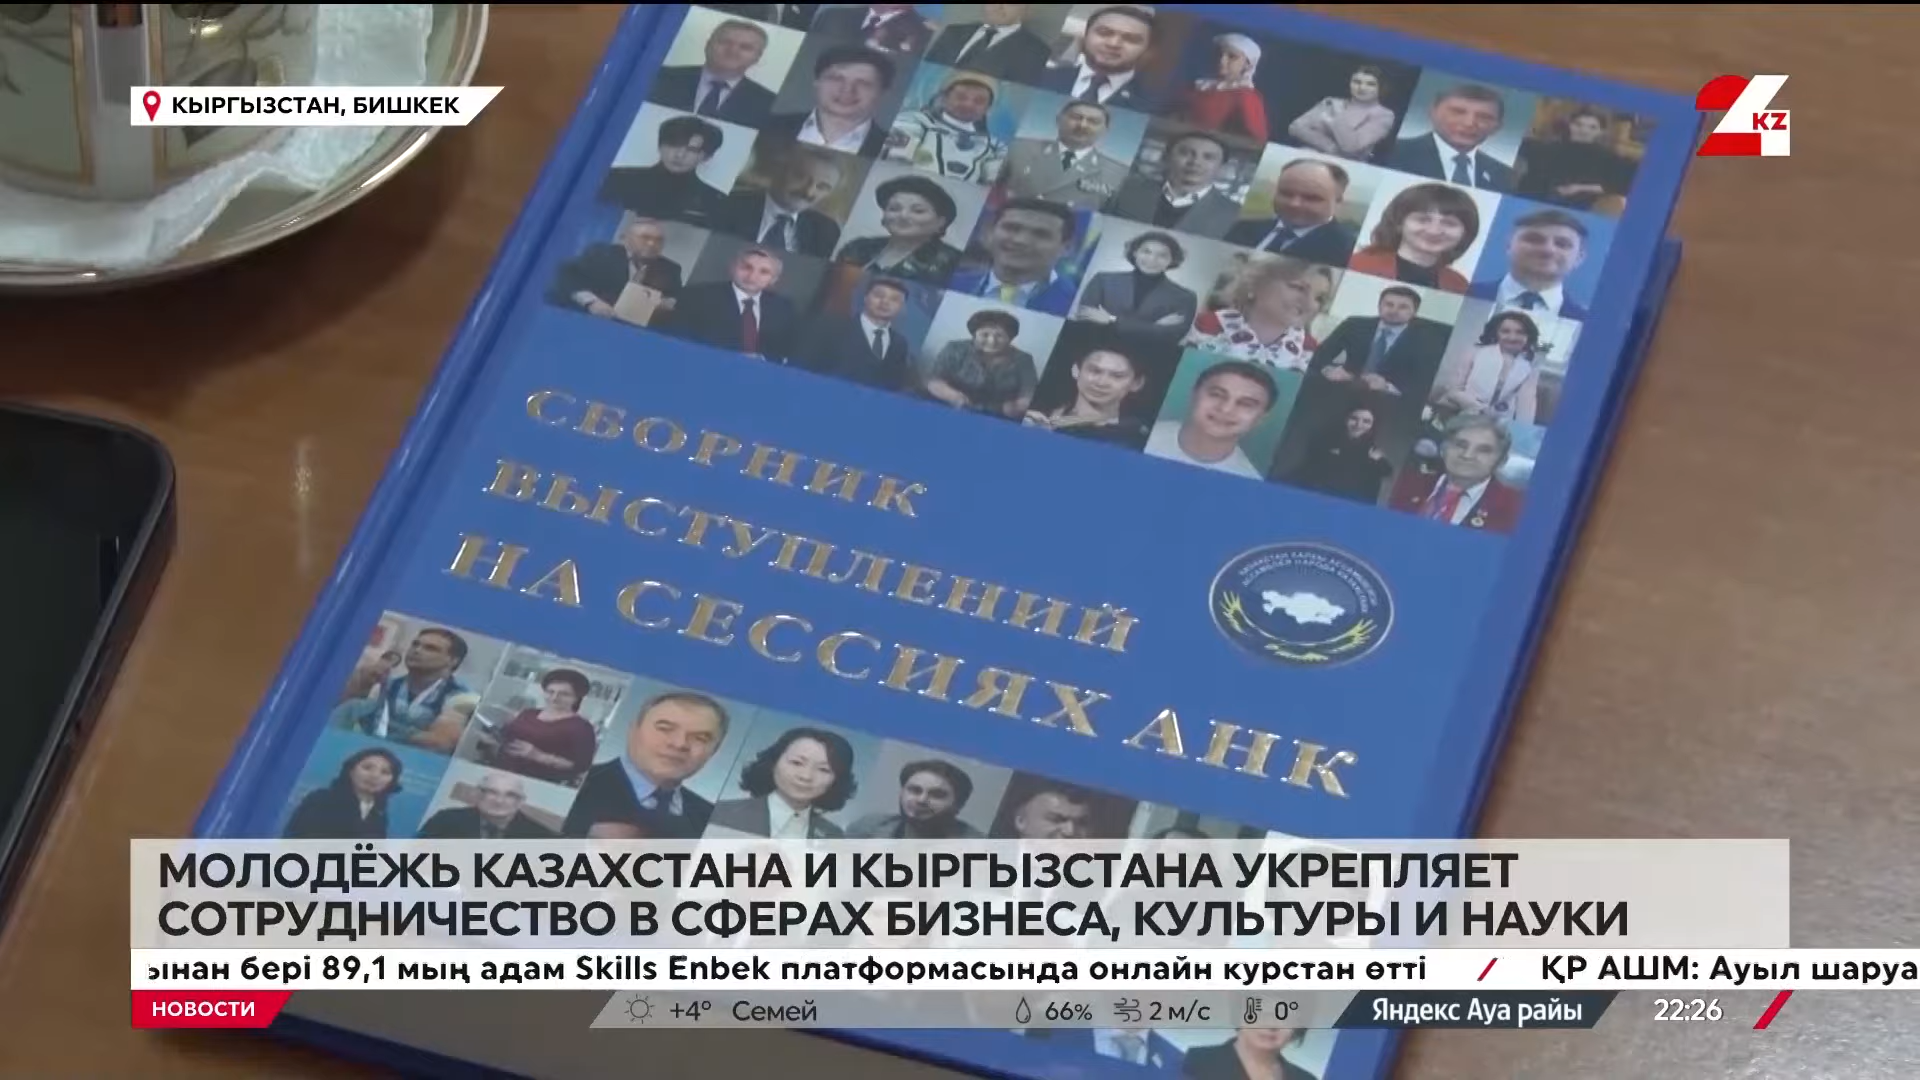 КЫРГЫЗСТАН, БИШКЕК
24 KZ
СБОРНИК
ВЫСТУПЛЕНИЙ
НА СЕССИЯХ АНК
МОЛОДЁЖЬ КАЗАХСТАНА И КЫРГЫЗСТАНА УКРЕПЛЯЕТ
СОТРУДНИЧЕСТВО В СФЕРАХ БИЗНЕСА, КУЛЬТУРЫ И НАУКИ
ынан бері 89,1 мың адам Skills Enbek платформасында онлайн курстан өтті / ҚР АШМ: Ауыл шаруа
НОВОСТИ +4° Семей 66% 2 м/с 0° Яндекс Ауа райы 22:26